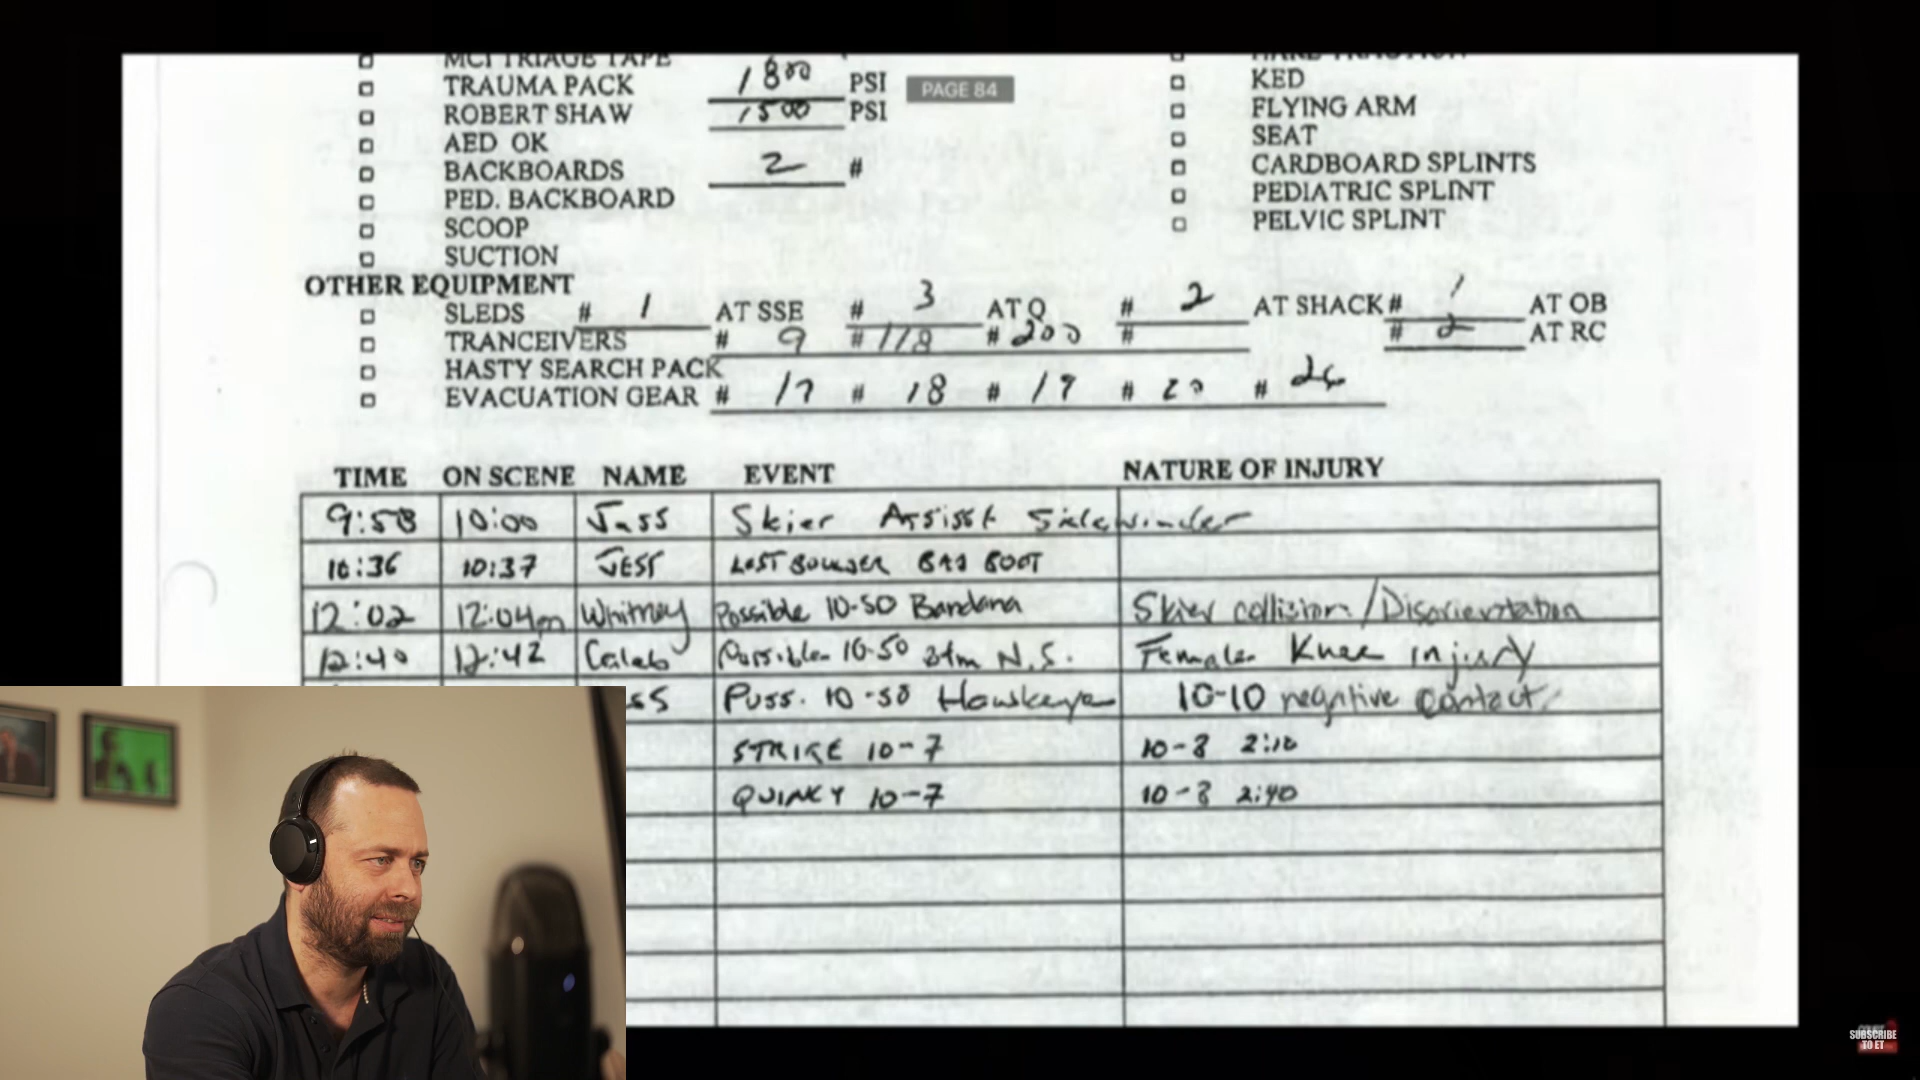 MCI TRIAGE TAPE
TRAUMA PACK 1800 PSI PAGE 84 KED
ROBERT SHAW 1500 PSI FLYING ARM
AED OK SEAT
BACKBOARDS 2 # CARDBOARD SPLINTS
PED. BACKBOARD PEDIATRIC SPLINT
SCOOP PELVIC SPLINT
SUCTION
OTHER EQUIPMENT
SLEDS # 1 AT SSE # 3 AT Q # 2 AT SHACK # 1 AT OB
TRANCEIVERS # 9 # 118 # 200 # # 2 AT RC
HASTY SEARCH PACK
EVACUATION GEAR # 17 # 18 # 19 # 20 #
TIME ON SCENE NAME EVENT NATURE OF INJURY
9:58 10:00 Skier Assist Sidewinder
10:36 10:37 LOST BOULDER BAD BOOT
12:02 12:04 Whitney Possible 10-50 Bandana Skier collision/Disorientation
12:40 12:42 Caleb Possible 10-50 N.S. Female Knee injury
Poss. 10-50 Hawkeye 10-10 negative contact
STRIKE 10-7 10-8 2:10
QUINCY 10-7 10-8 2:40
SUBSCRIBE
TO ET